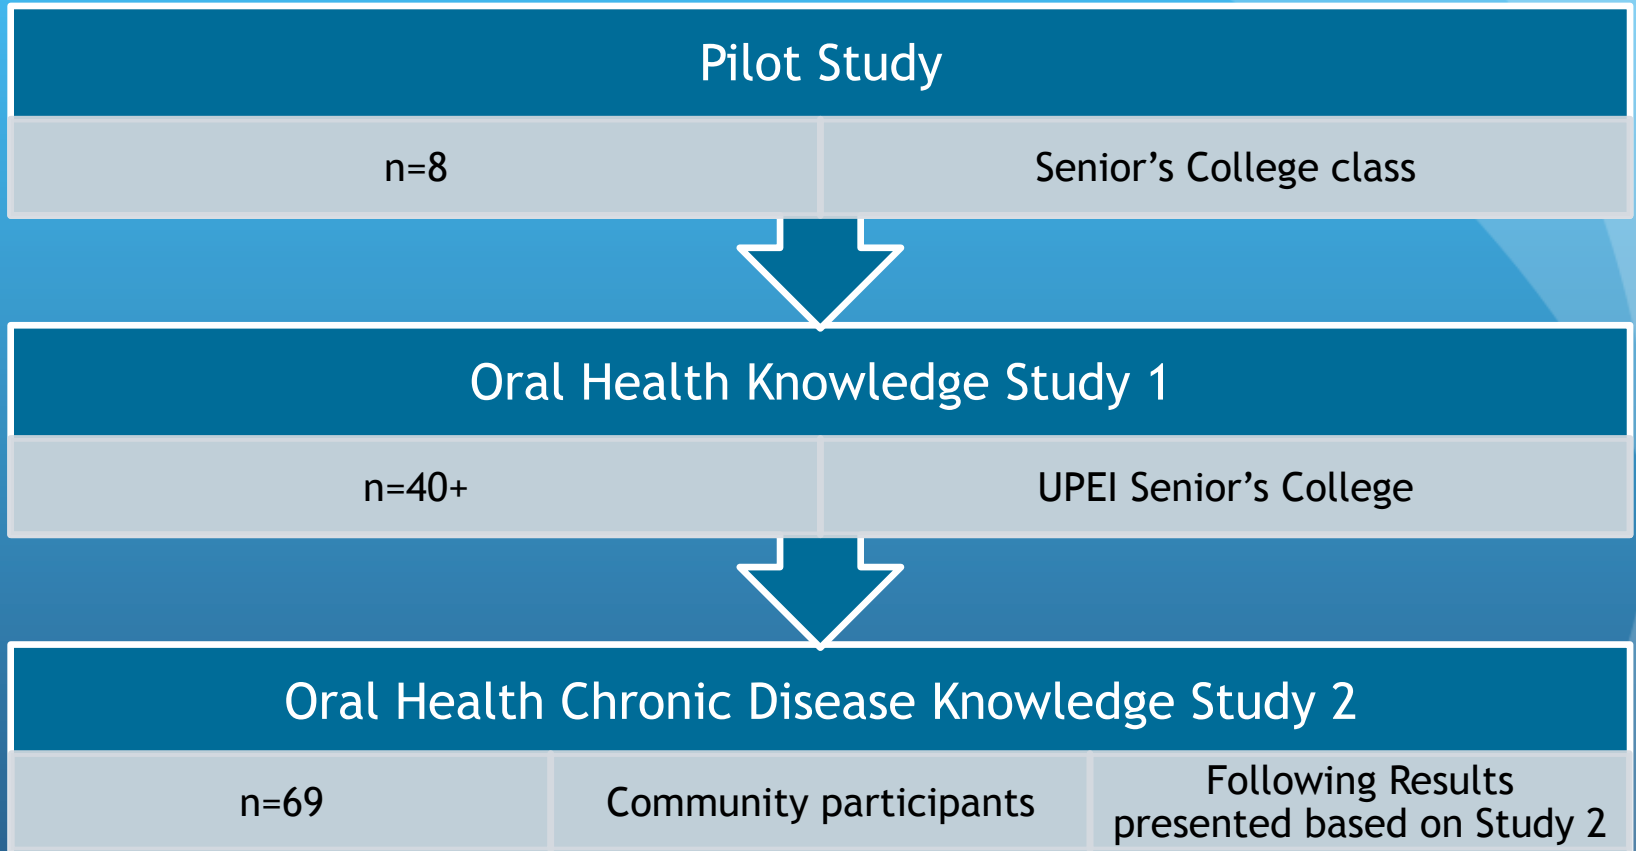 Pilot Study
n=8
Senior’s College class
Oral Health Knowledge Study 1
n=40+
UPEI Senior’s College
Oral Health Chronic Disease Knowledge Study 2
n=69
Community participants
Following Results
presented based on Study 2